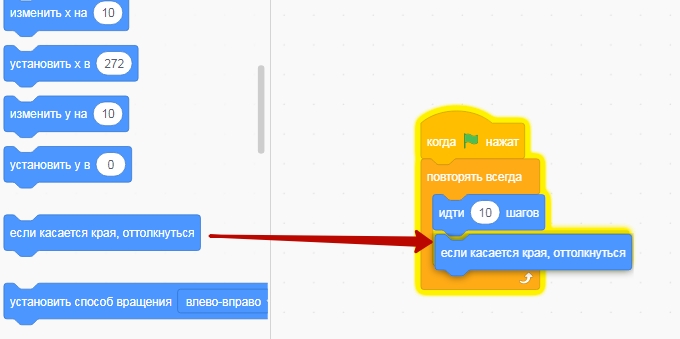 изменить x на 10
установить x в 272
изменить y на 10
установить y в 0
если касается края, оттолкнуться
установить способ вращения влево-вправо
когда нажат
повторять всегда
идти 10 шагов
если касается края, оттолкнуться